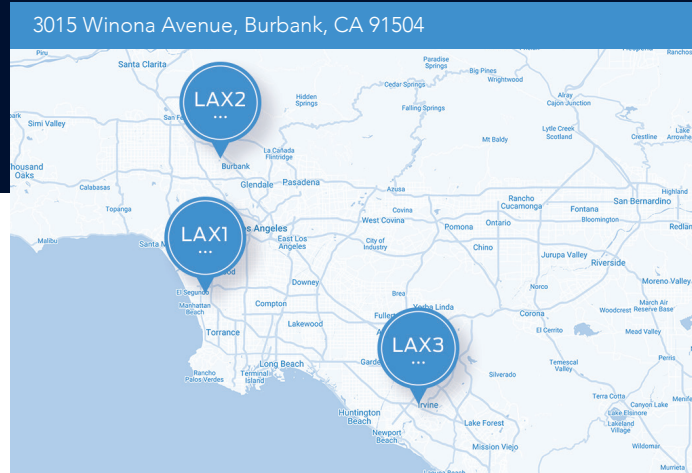 3015 Winona Avenue, Burbank, CA 91504
Piru
Paradise
Springs
Ranchos
Santa Clarita
Big Pines
Wrightwood
Cedar Springs
LAX2
...
Hidden
Springs
Alray
Cajon Junction
Falling Springs
Simi Valley
Lytle Creek
Scotland
Lake
Crestline
Mt Baldy
La Canada
Flintridge
Burbank
Thousand
Oaks
Glendale
Pasadena
Calabasas
Azusa
Highland
Rancho
Cucamonga
San Bernardino
Topanga
Covina
Fontana
West Covina
Bloomington
LAX1
...
Pomona
Ontario
Malibu
East Los
Angeles
City of
Industry
Chino
Jurupa Valley
Riverside
Downey
El Segundo
Norco
Moreno Valley
Manhattan
Beach
Compton
Brea
Yorba Linda
Corona
March Air
Reserve Base
Woodcrest
Lakewood
Torrance
El Cerrito
Mead Valley
LAX3
...
Long Beach
Temescal
Valley
Perris
Rancho
Palos Verdes
Terminal
Island
Silverado
Terra Cotta
Irvine
Canyon Lake
Huntington
Beach
Lake Elsinore
Lake Forest
Lakeland
Village
Newport
Beach
Mission Viejo
Wildomar
Murrieta
Laguna Beach